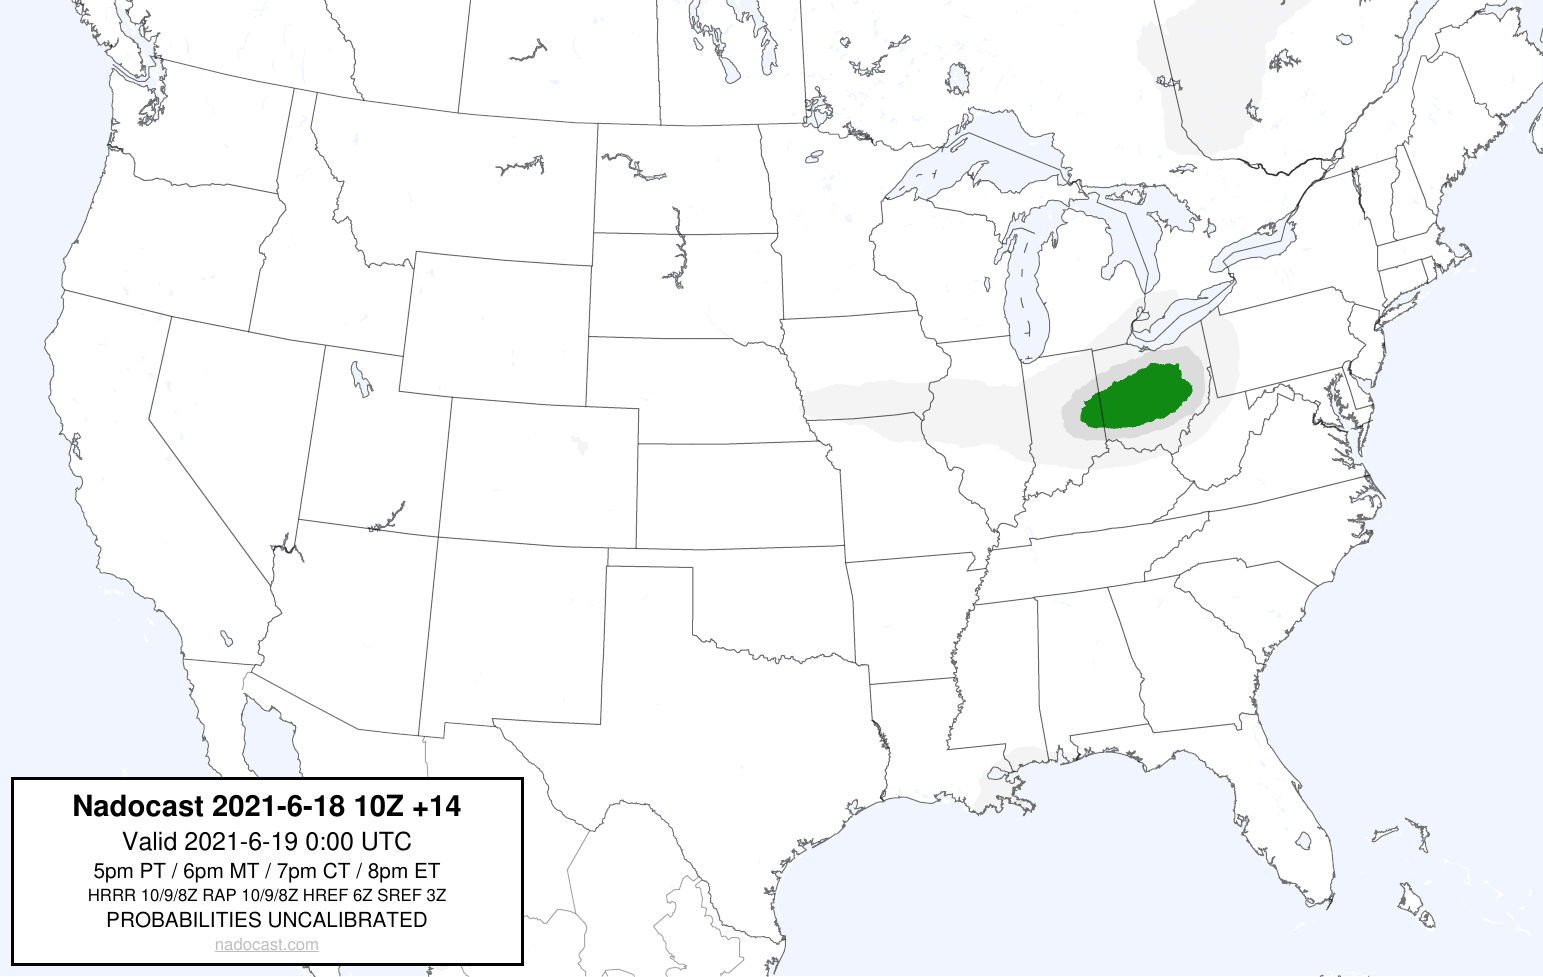 Nadocast 2021-6-18 10Z +14
Valid 2021-6-19 0:00 UTC
5pm PT / 6pm MT / 7pm CT / 8pm ET
HRRR 10/9/8Z RAP 10/9/8Z HREF 6Z SREF 3Z
PROBABILITIES UNCALIBRATED
nadocast.com